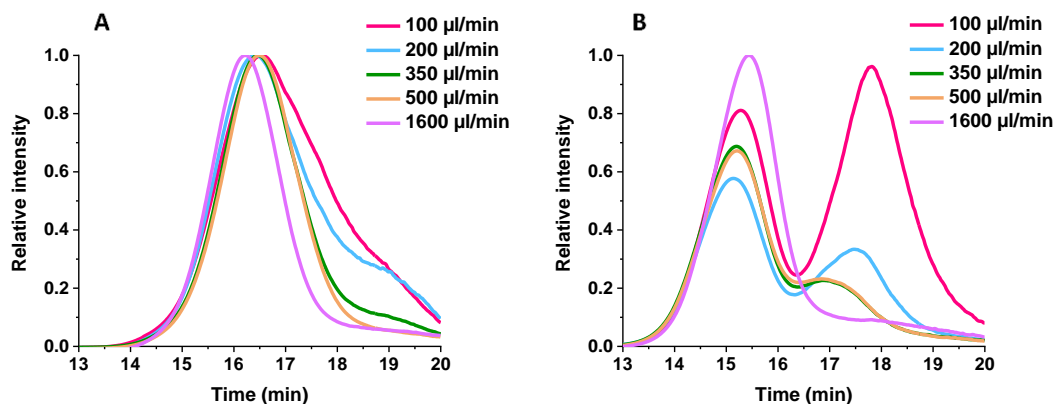 A
100 µl/min
200 µl/min
350 µl/min
500 µl/min
1600 µl/min
1.0
0.8
0.6
0.4
0.2
0.0
Relative intensity
13 14 15 16 17 18 19 20
Time (min)
B
100 µl/min
200 µl/min
350 µl/min
500 µl/min
1600 µl/min
1.0
0.8
0.6
0.4
0.2
0.0
Relative intensity
13 14 15 16 17 18 19 20
Time (min)